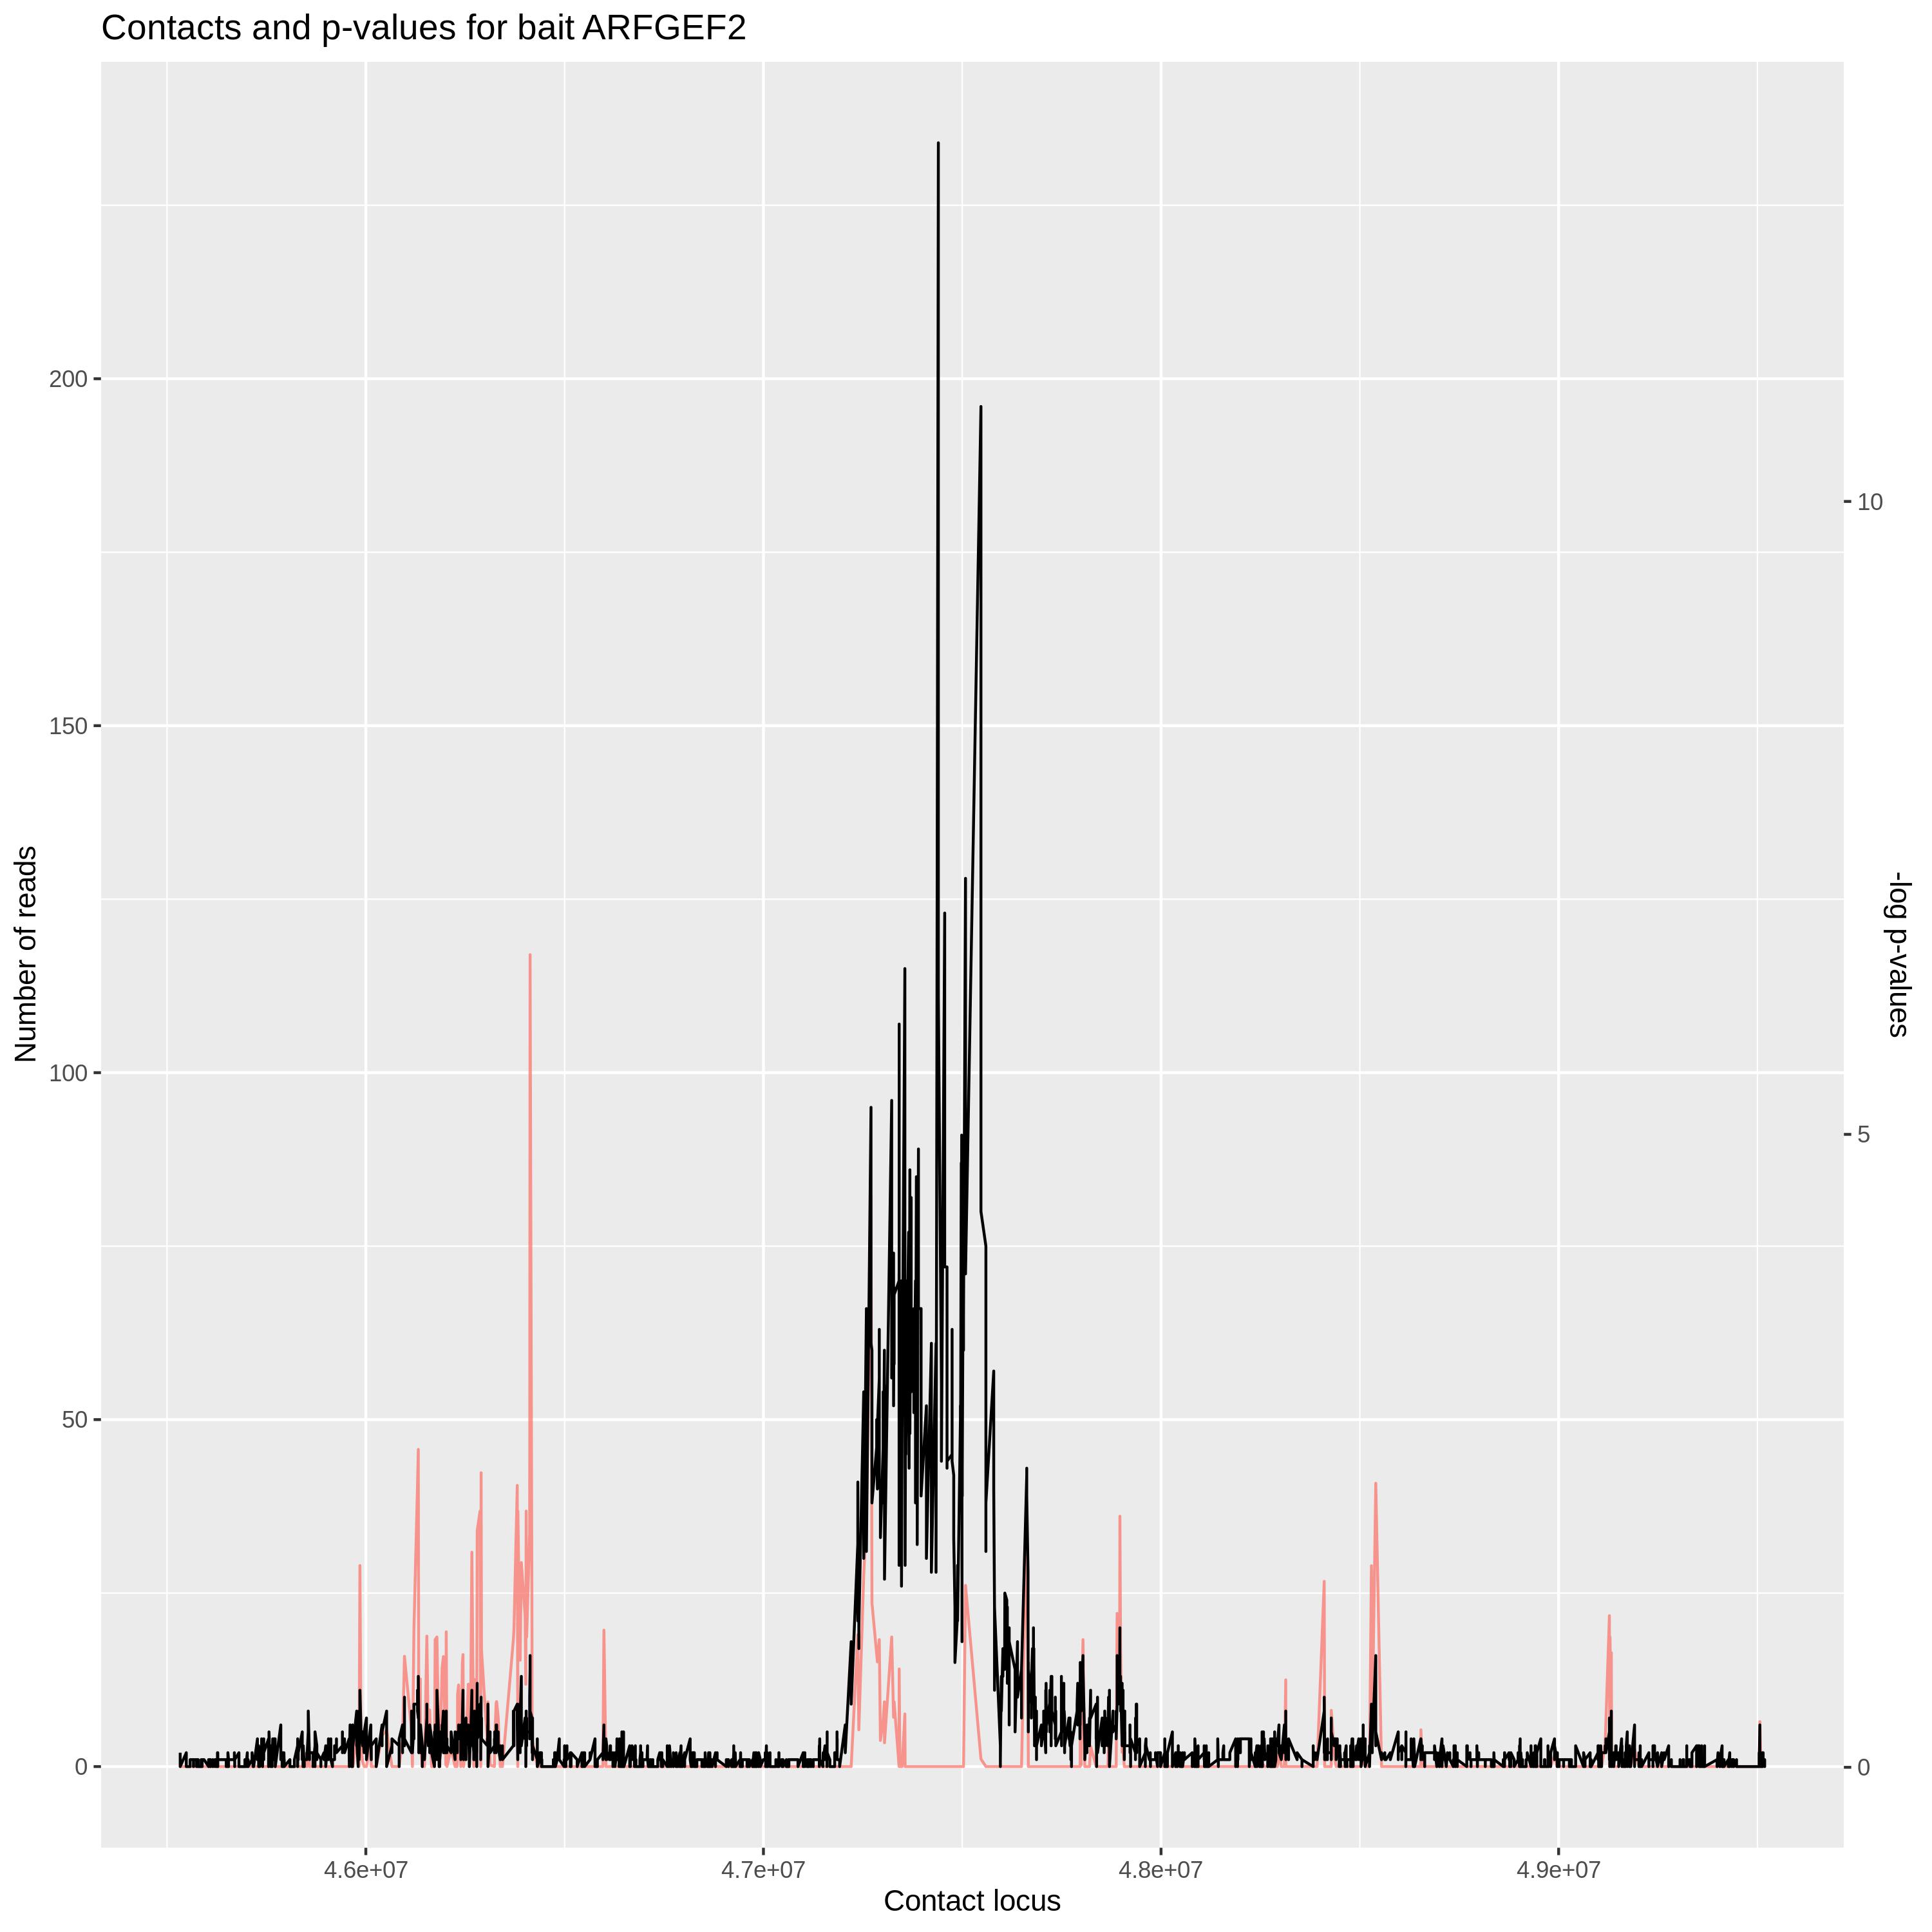 Contacts and p-values for bait ARFGEF2
Number of reads
200
150
100
50
0
10
5
0
-log p-values
4.6e+07 4.7e+07 4.8e+07 4.9e+07
Contact locus